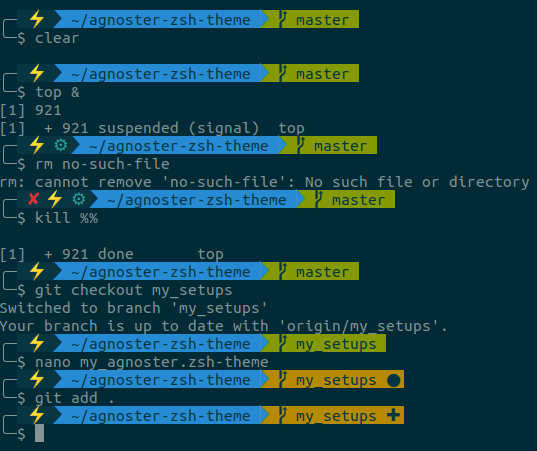 ⚡ ~/agnoster-zsh-theme master
$ clear
⚡ ~/agnoster-zsh-theme master
$ top &
[1] 921
[1]  + 921 suspended (signal)  top
⚡ ⚙ ~/agnoster-zsh-theme master
$ rm no-such-file
rm: cannot remove 'no-such-file': No such file or directory
✘ ⚡ ⚙ ~/agnoster-zsh-theme master
$ kill %%
[1]  + 921 done       top
⚡ ~/agnoster-zsh-theme master
$ git checkout my_setups
Switched to branch 'my_setups'
Your branch is up to date with 'origin/my_setups'.
⚡ ~/agnoster-zsh-theme my_setups
$ nano my_agnoster.zsh-theme
⚡ ~/agnoster-zsh-theme my_setups ●
$ git add .
⚡ ~/agnoster-zsh-theme my_setups ✚
$